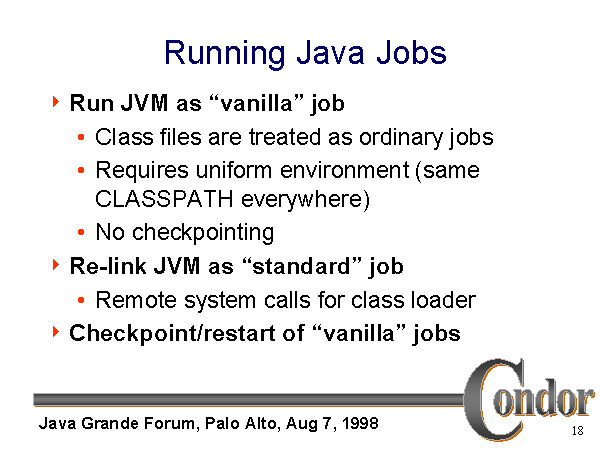 Running Java Jobs
Run JVM as “vanilla” job
• Class files are treated as ordinary jobs
• Requires uniform environment (same
CLASSPATH everywhere)
• No checkpointing
Re-link JVM as “standard” job
• Remote system calls for class loader
Checkpoint/restart of “vanilla” jobs
Condor
Java Grande Forum, Palo Alto, Aug 7, 1998
18